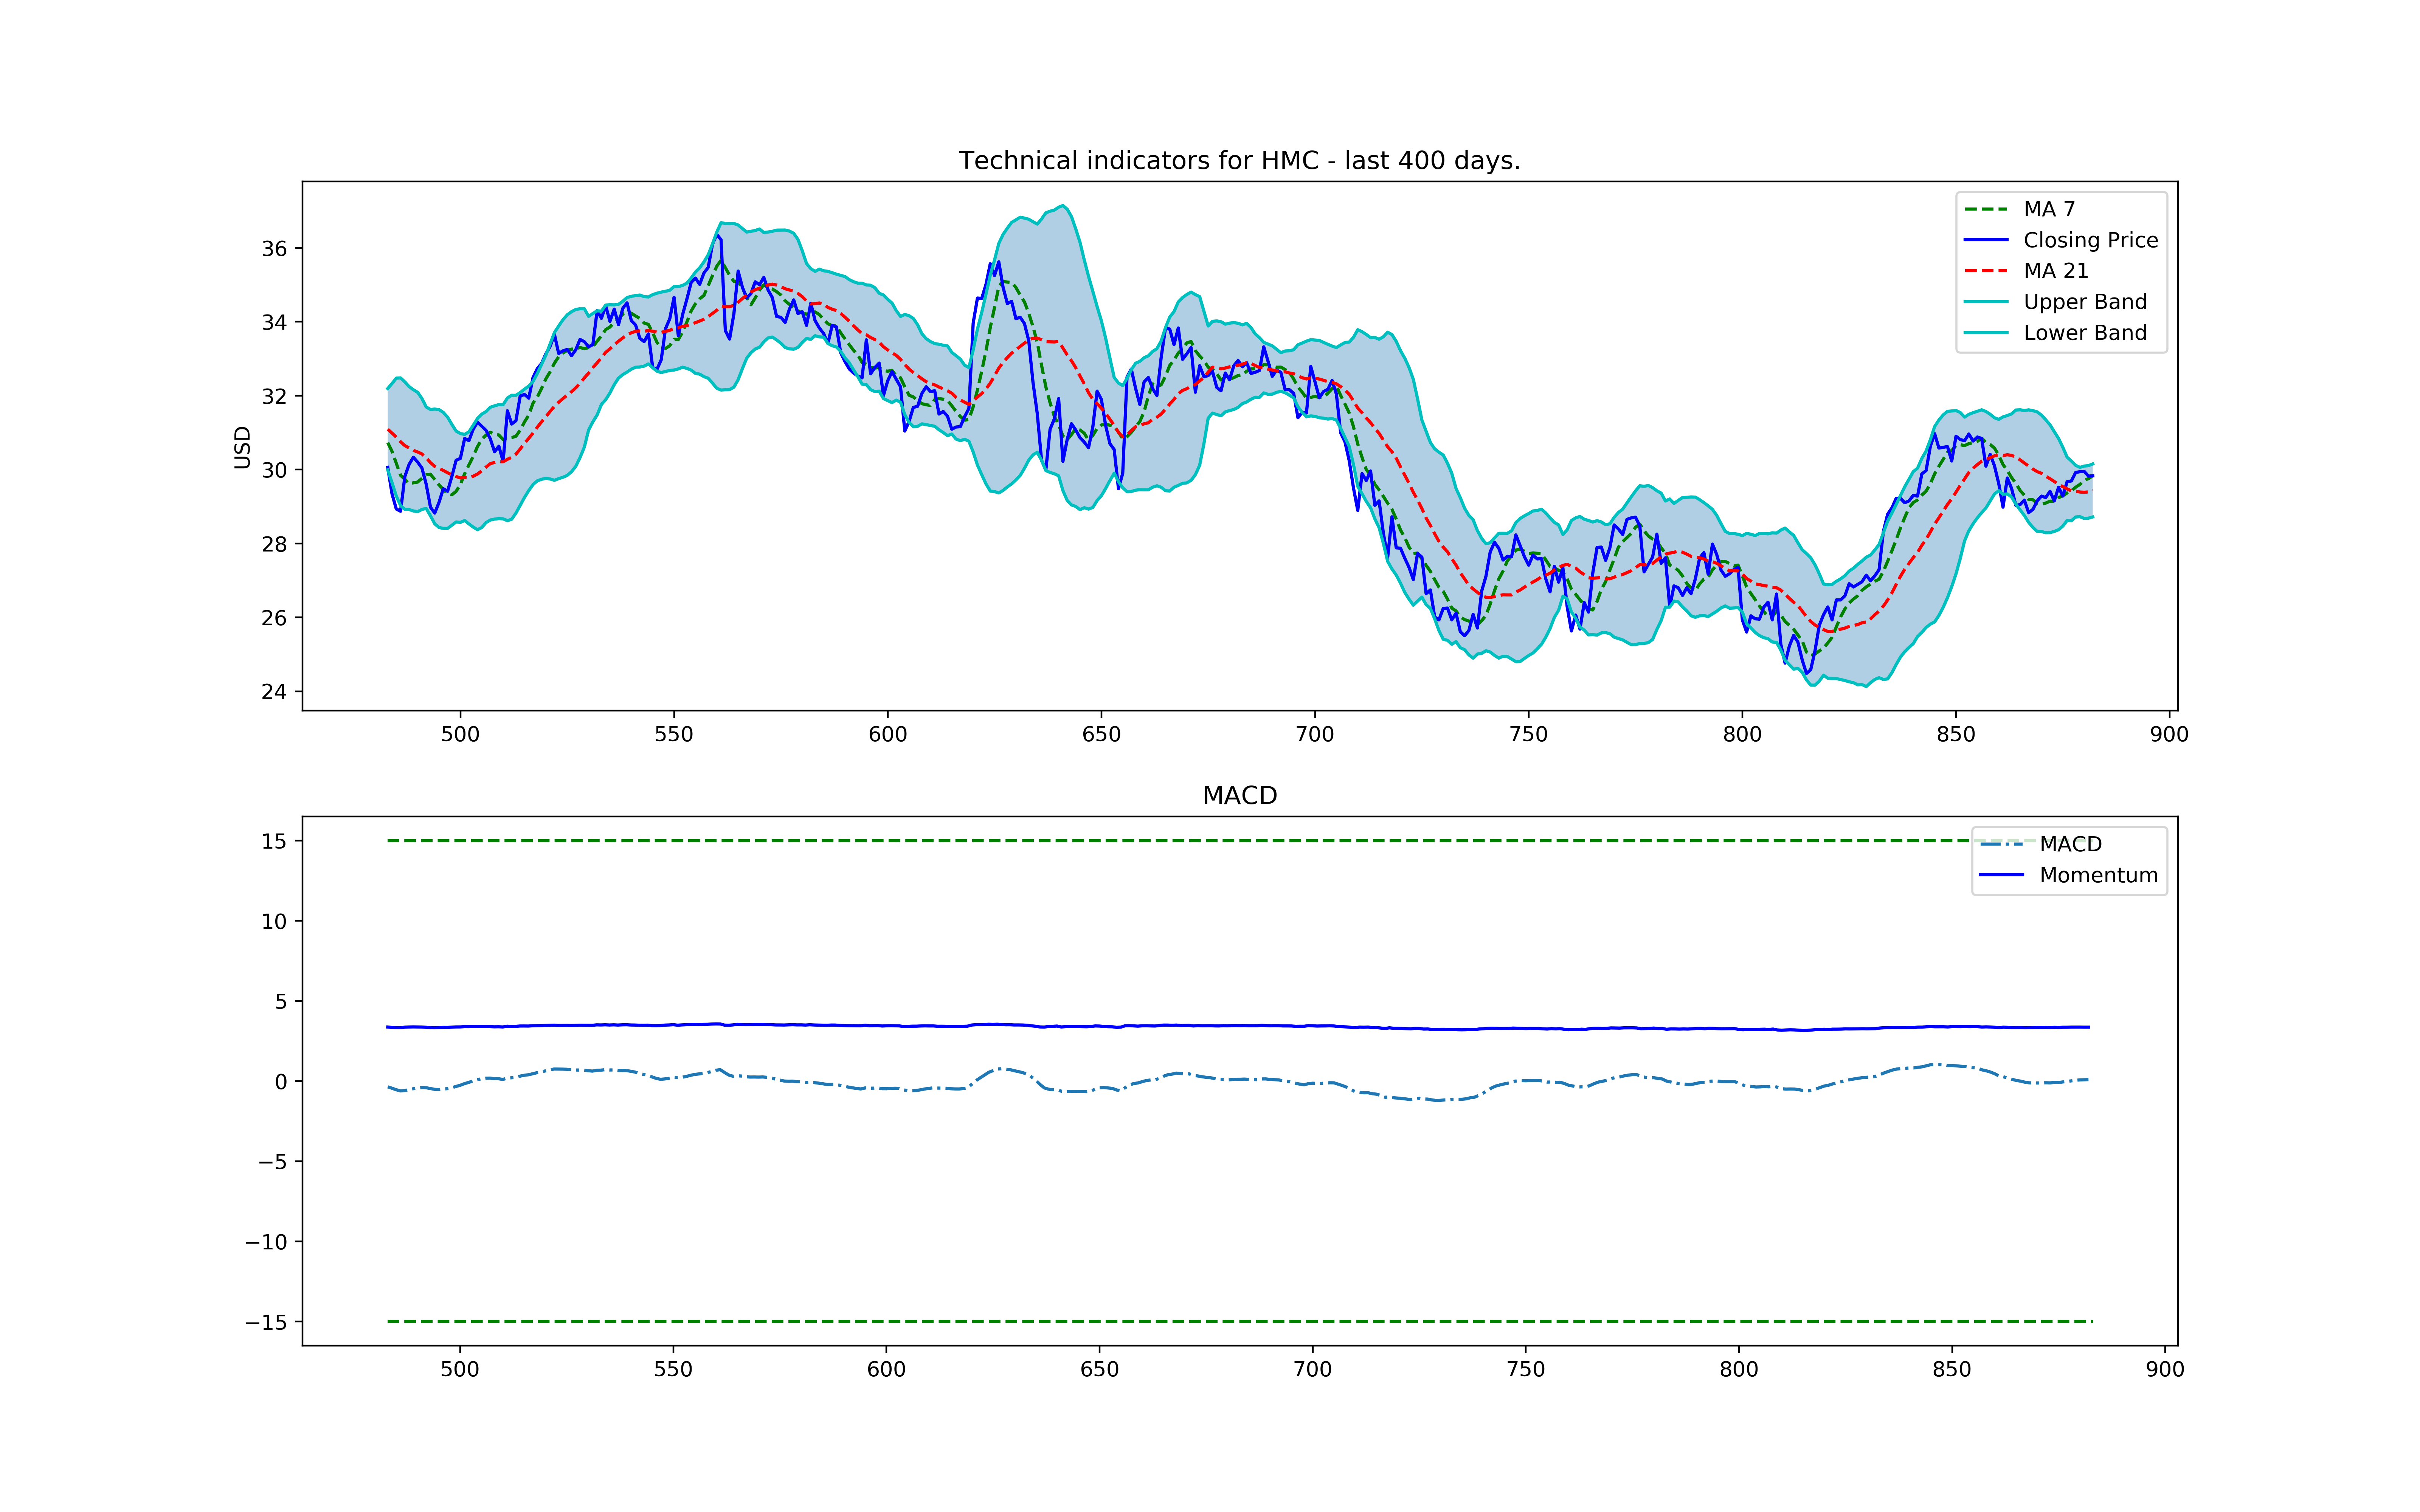 Technical indicators for HMC - last 400 days.
MA 7
Closing Price
MA 21
Upper Band
Lower Band
USD
36
34
32
30
28
26
24
500 550 600 650 700 750 800 850 900
MACD
MACD
Momentum
15
10
5
0
−5
−10
−15
500 550 600 650 700 750 800 850 900